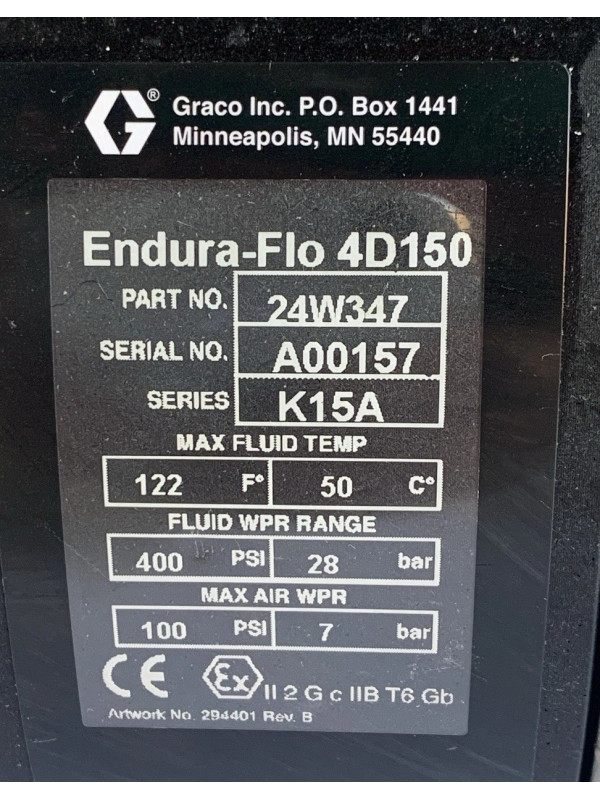 ® Graco Inc. P.O. Box 1441
Minneapolis, MN 55440
Endura-Flo 4D150
PART NO. 24W347
SERIAL NO. A00157
SERIES K15A
MAX FLUID TEMP
122 F° 50 C°
FLUID WPR RANGE
400 PSI 28 bar
MAX AIR WPR
100 PSI 7 bar
CE Ex II 2 G c IIB T6 Gb
Artwork No. 294401 Rev. B